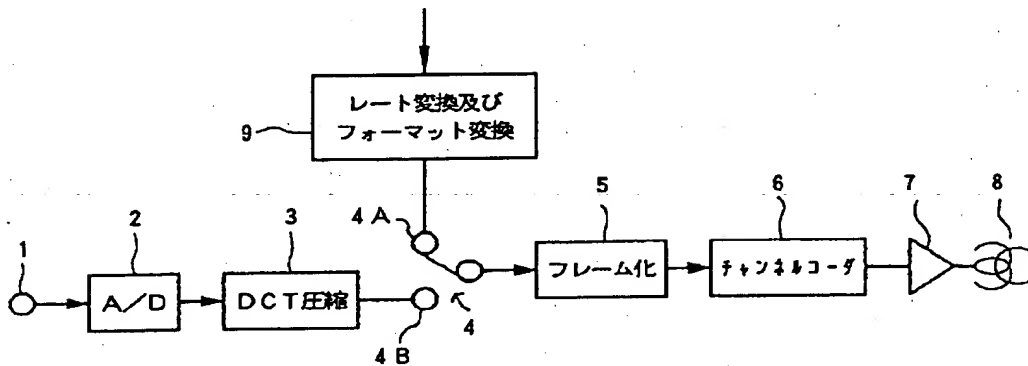 レート変換及び
フォーマット変換
9
1
2
3
4A
5
6
7
8
A/D
DCT圧縮
フレーム化
チャンネルコーダ
4
4B